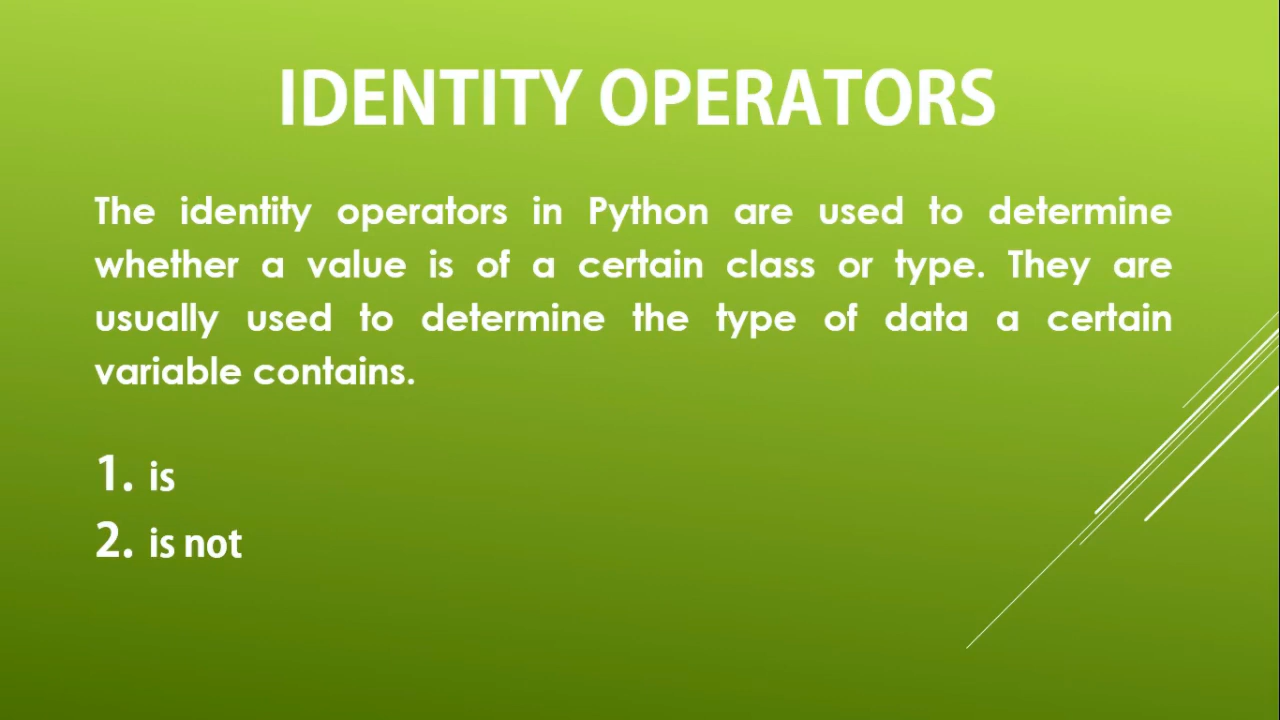 IDENTITY OPERATORS
The identity operators in Python are used to determine
whether a value is of a certain class or type. They are
usually used to determine the type of data a certain
variable contains.
1. is
2. is not